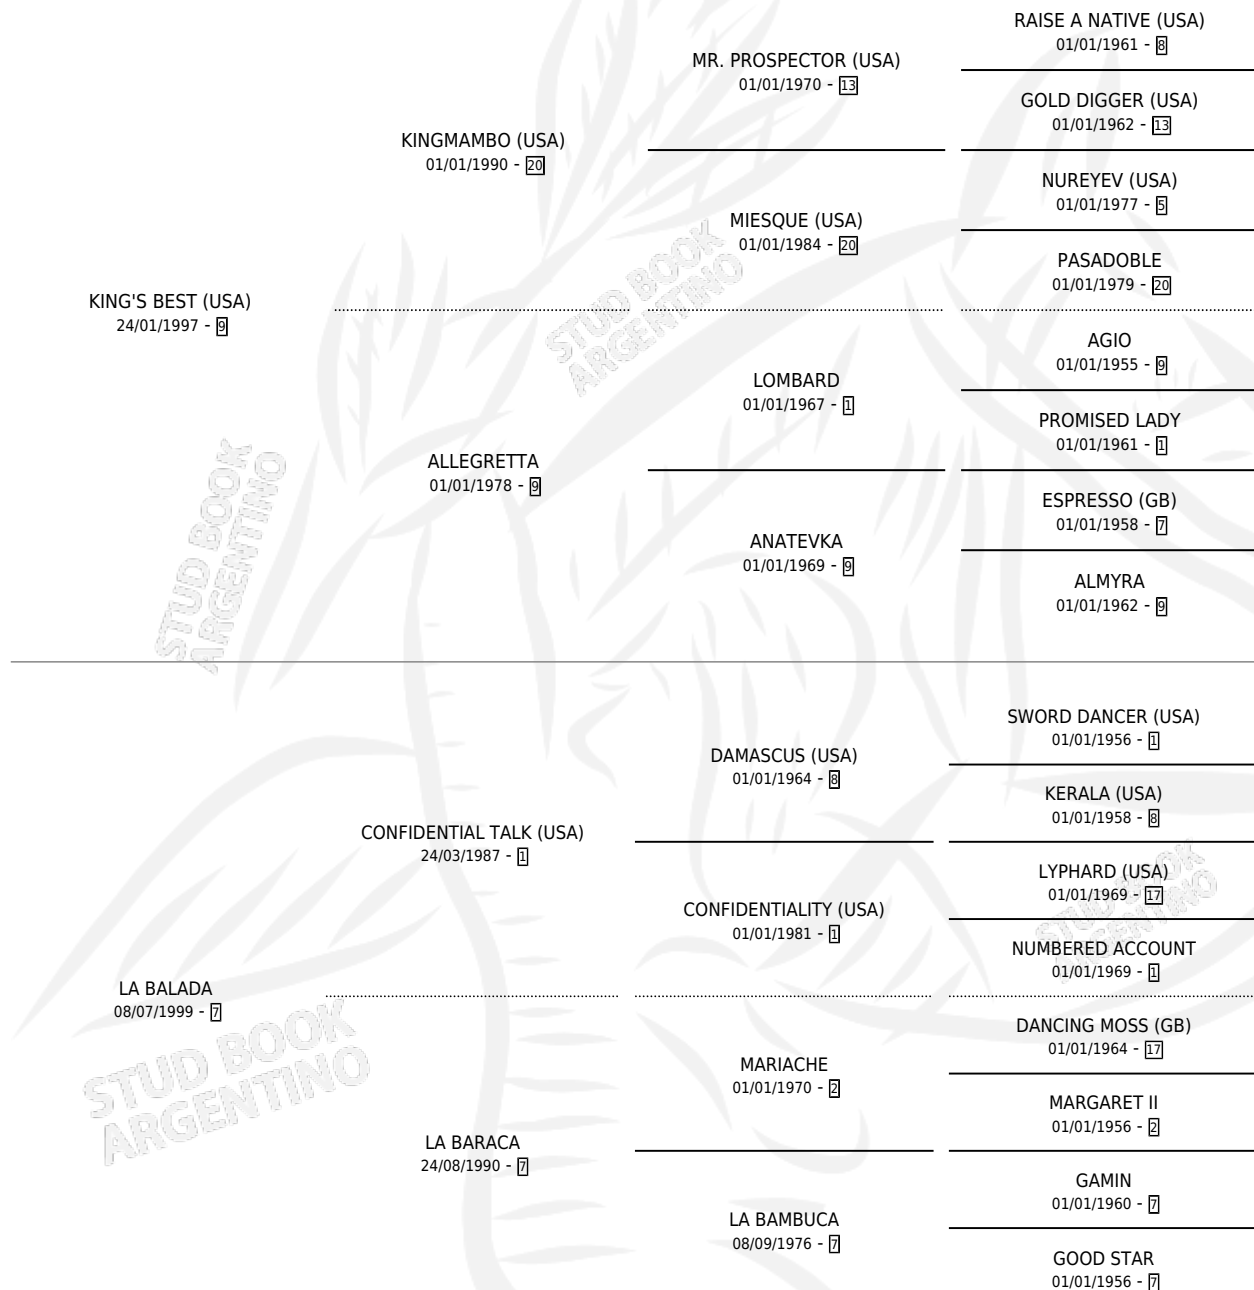 RAISE A NATIVE (USA)
01/01/1961 - 8
MR. PROSPECTOR (USA)
01/01/1970 - 13
GOLD DIGGER (USA)
01/01/1962 - 13
KINGMAMBO (USA)
01/01/1990 - 20
NUREYEV (USA)
01/01/1977 - 5
MIESQUE (USA)
01/01/1984 - 20
PASADOBLE
01/01/1979 - 20
KING'S BEST (USA)
24/01/1997 - 9
AGIO
01/01/1955 - 9
LOMBARD
01/01/1967 - 1
PROMISED LADY
01/01/1961 - 1
ALLEGRETTA
01/01/1978 - 9
ESPRESSO (GB)
01/01/1958 - 7
ANATEVKA
01/01/1969 - 9
ALMYRA
01/01/1962 - 9
SWORD DANCER (USA)
01/01/1956 - 1
DAMASCUS (USA)
01/01/1964 - 8
KERALA (USA)
01/01/1958 - 8
CONFIDENTIAL TALK (USA)
24/03/1987 - 1
LYPHARD (USA)
01/01/1969 - 17
CONFIDENTIALITY (USA)
01/01/1981 - 1
NUMBERED ACCOUNT
01/01/1969 - 1
LA BALADA
08/07/1999 - 7
DANCING MOSS (GB)
01/01/1964 - 17
MARIACHE
01/01/1970 - 2
MARGARET II
01/01/1956 - 2
LA BARACA
24/08/1990 - 7
GAMIN
01/01/1960 - 7
LA BAMBUCA
08/09/1976 - 7
GOOD STAR
01/01/1956 - 7
STUD BOOK
ARGENTINO
STUD BOOK
ARGENTINO
STUD BOOK
ARGENTINO
STUD BOOK
ARGENTINO